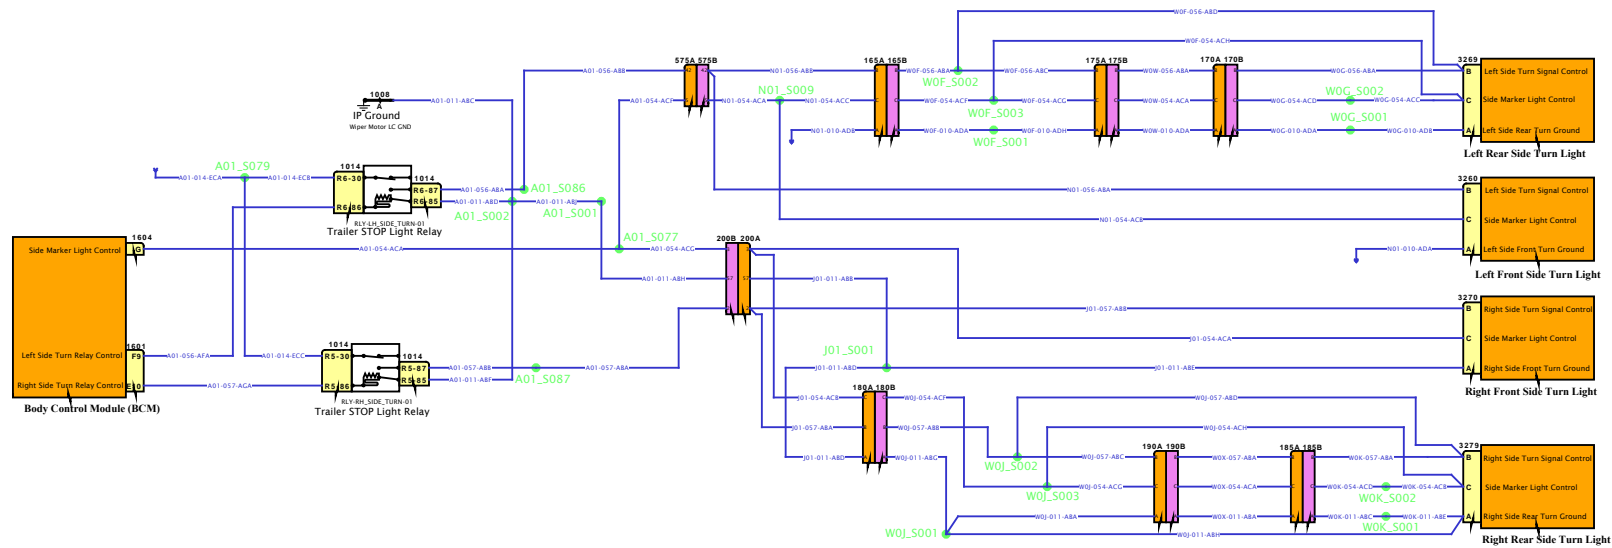 W0F-056-ABD
W0F-054-ACH
575A 575B
165A 165B
175A 175B
170A 170B
3269
A01-056-ABB
42
42
N01-056-ABB
B
B
W0F-056-ABA
W0F-056-ABC
B
B
W0W-056-ABA
B
B
W0G-056-ABA
B
Left Side Turn Signal Control
W0F_S002
N01_S009
W0G_S002
1008
A
A01-011-ABC
A01-054-ACF
N01-054-ACA
N01-054-ACC
C
C
W0F-054-ACF
W0F-054-ACG
C
C
W0W-054-ACA
C
C
W0G-054-ACD
W0G-054-ACC
C
Side Marker Light Control
IP Ground
Wiper Motor LC GND
W0F_S003
W0G_S001
N01-010-ADB
W0F-010-ADA
W0F-010-ADH
W0W-010-ADA
W0G-010-ADA
W0G-010-ADB
A
Left Side Rear Turn Ground
W0F_S001
Left Rear Side Turn Light
A01_S079
1014
1014
A01-014-ECA
A01-014-ECB
R6-30
R6-87
A01-056-ABA
A01_S086
3260
N01-056-ABA
B
Left Side Turn Signal Control
R6-86
R6-85
A01-011-ABD
A01-011-ABJ
A01_S002
A01_S001
RLY-LH_SIDE_TURN-01
Trailer STOP Light Relay
N01-054-ACB
C
Side Marker Light Control
1604
A01_S077
200B 200A
Side Marker Light Control
G
A01-054-ACA
A01-054-ACG
N01-010-ADA
A
Left Side Front Turn Ground
Left Front Side Turn Light
A01-011-ABH
57
57
J01-011-ABB
3270
J01-057-ABB
B
Right Side Turn Signal Control
J01-054-ACA
C
Side Marker Light Control
1601
1014
1014
Left Side Turn Relay Control
F9
A01-056-AFA
A01-014-ECC
R5-30
R5-87
A01-057-ABB
A01-057-ABA
J01_S001
J01-011-ABD
J01-011-ABE
A
Right Side Front Turn Ground
Right Side Turn Relay Control
A01-057-AGA
R5-86
R5-85
A01-011-ABF
A01_S087
180A 180B
Right Front Side Turn Light
RLY-RH_SIDE_TURN-01
Trailer STOP Light Relay
Body Control Module (BCM)
J01-054-ACB
C
C
W0J-054-ACF
W0J-057-ABD
J01-057-ABA
B
B
W0J-057-ABB
W0J-054-ACH
190A 190B
185A 185B
3279
J01-011-ABD
W0J-011-ABG
W0J_S002
W0J-057-ABC
B
B
W0X-057-ABA
B
B
W0K-057-ABA
B
Right Side Turn Signal Control
W0J_S003
W0J-054-ACG
C
C
W0X-054-ACA
C
C
W0K-054-ACD
W0K-054-ACB
C
Side Marker Light Control
W0K_S002
W0J-011-ABA
W0X-011-ABA
W0K-011-ABC
W0K-011-ABE
A
Right Side Rear Turn Ground
W0K_S001
W0J_S001
W0J-011-ABH
Right Rear Side Turn Light